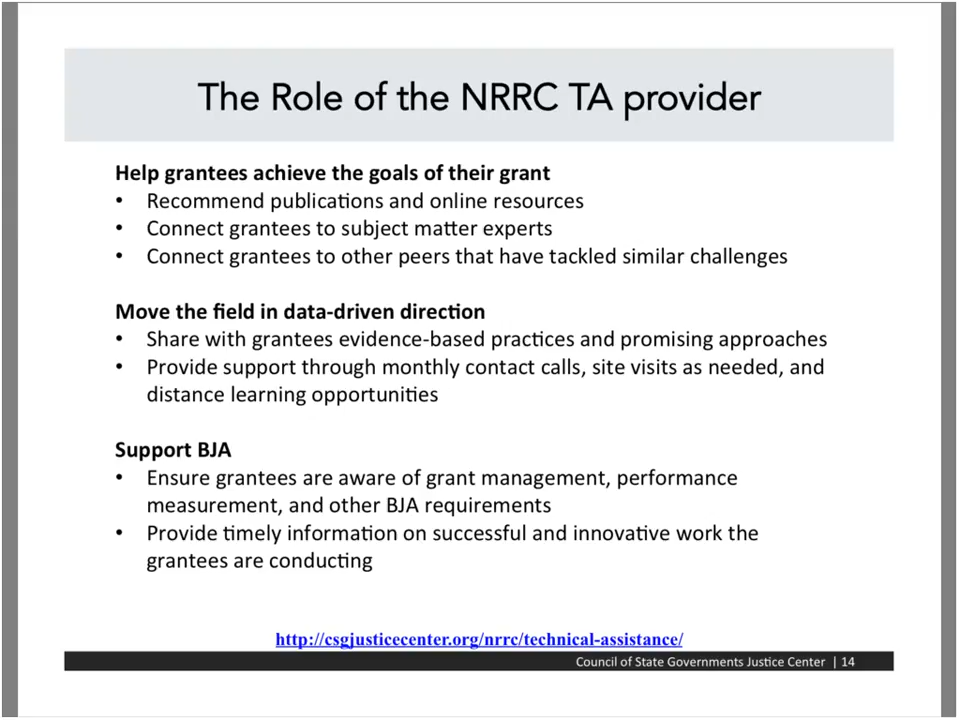 The Role of the NRRC TA provider
Help grantees achieve the goals of their grant
• Recommend publications and online resources
• Connect grantees to subject matter experts
• Connect grantees to other peers that have tackled similar challenges
Move the field in data-driven direction
• Share with grantees evidence-based practices and promising approaches
• Provide support through monthly contact calls, site visits as needed, and
distance learning opportunities
Support BJA
• Ensure grantees are aware of grant management, performance
measurement, and other BJA requirements
• Provide timely information on successful and innovative work the
grantees are conducting
http://csgjusticecenter.org/nrrc/technical-assistance/
Council of State Governments Justice Center | 14